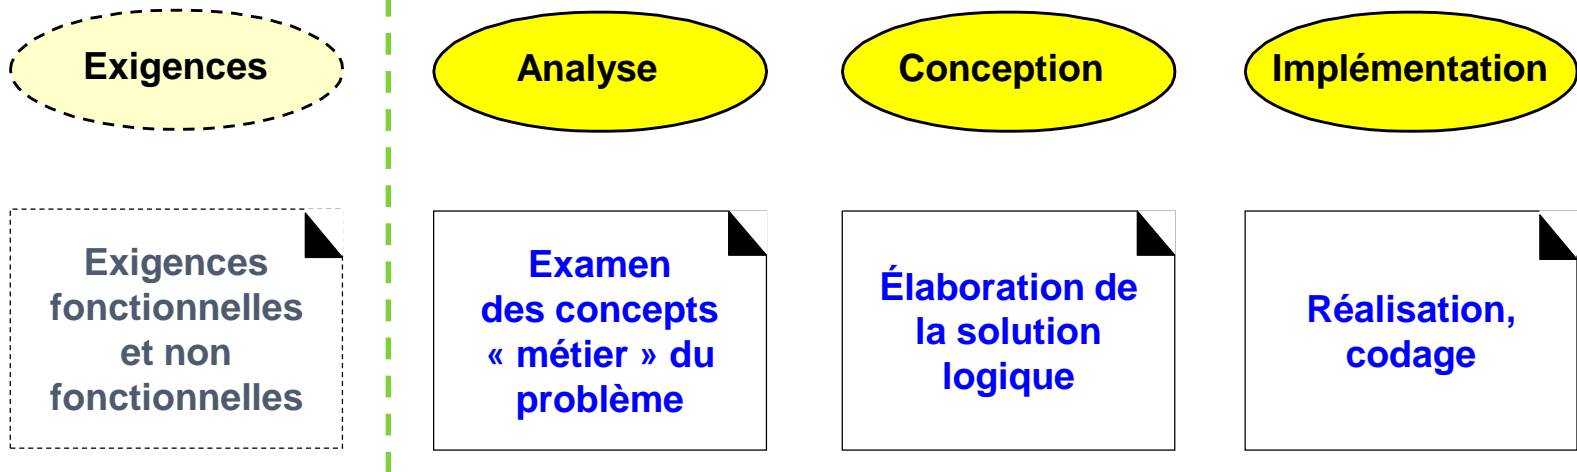 Exigences
Analyse
Conception
Implémentation
Exigences
fonctionnelles
et non
fonctionnelles
Examen
des concepts
« métier » du
problème
Élaboration de
la solution
logique
Réalisation,
codage